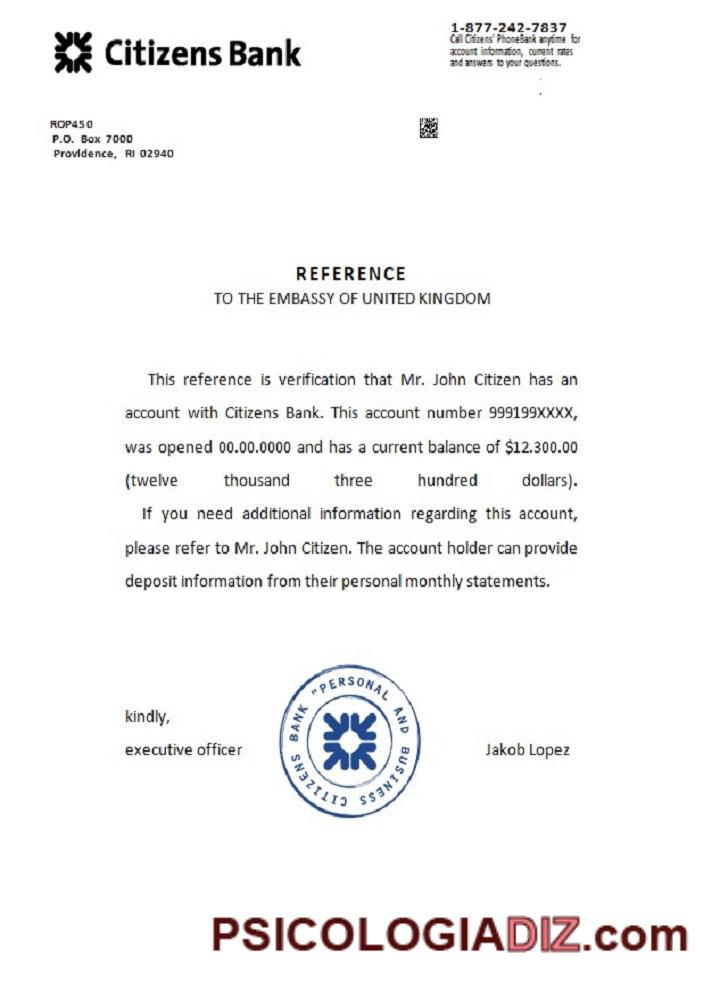 Citizens Bank
1-877-242-7837
Call Citizens' PhoneBank anytime for
account information, current rates
and answers to your questions.
ROP450
P.O. Box 7000
Providence, RI 02940
REFERENCE
TO THE EMBASSY OF UNITED KINGDOM
This reference is verification that Mr. John Citizen has an
account with Citizens Bank. This account number 999199XXXX,
was opened 00.00.0000 and has a current balance of $12.300.00
(twelve thousand three hundred dollars).
If you need additional information regarding this account,
please refer to Mr. John Citizen. The account holder can provide
deposit information from their personal monthly statements.
kindly,
executive officer
CITIZENS BANK "PERSONAL AND BUSINESS
Jakob Lopez
PSICOLOGIADIZ.com